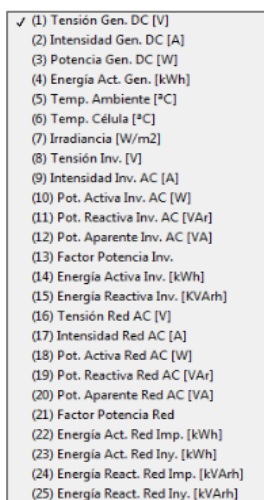 ✓ (1) Tensión Gen. DC [V]
(2) Intensidad Gen. DC [A]
(3) Potencia Gen. DC [W]
(4) Energía Act. Gen. [kWh]
(5) Temp. Ambiente [ªC]
(6) Temp. Célula [ªC]
(7) Irradiancia [W/m2]
(8) Tensión Inv. [V]
(9) Intensidad Inv. AC [A]
(10) Pot. Activa Inv. AC [W]
(11) Pot. Reactiva Inv. AC [VAr]
(12) Pot. Aparente Inv. AC [VA]
(13) Factor Potencia Inv.
(14) Energía Activa Inv. [kWh]
(15) Energía Reactiva Inv. [KVArh]
(16) Tensión Red AC [V]
(17) Intensidad Red AC [A]
(18) Pot. Activa Red AC [W]
(19) Pot. Reactiva Red AC [VAr]
(20) Pot. Aparente Red AC [VA]
(21) Factor Potencia Red
(22) Energía Act. Red Imp. [kWh]
(23) Energía Act. Red Iny. [kWh]
(24) Energía React. Red Imp. [kVArh]
(25) Energía React. Red Iny. [kVArh]